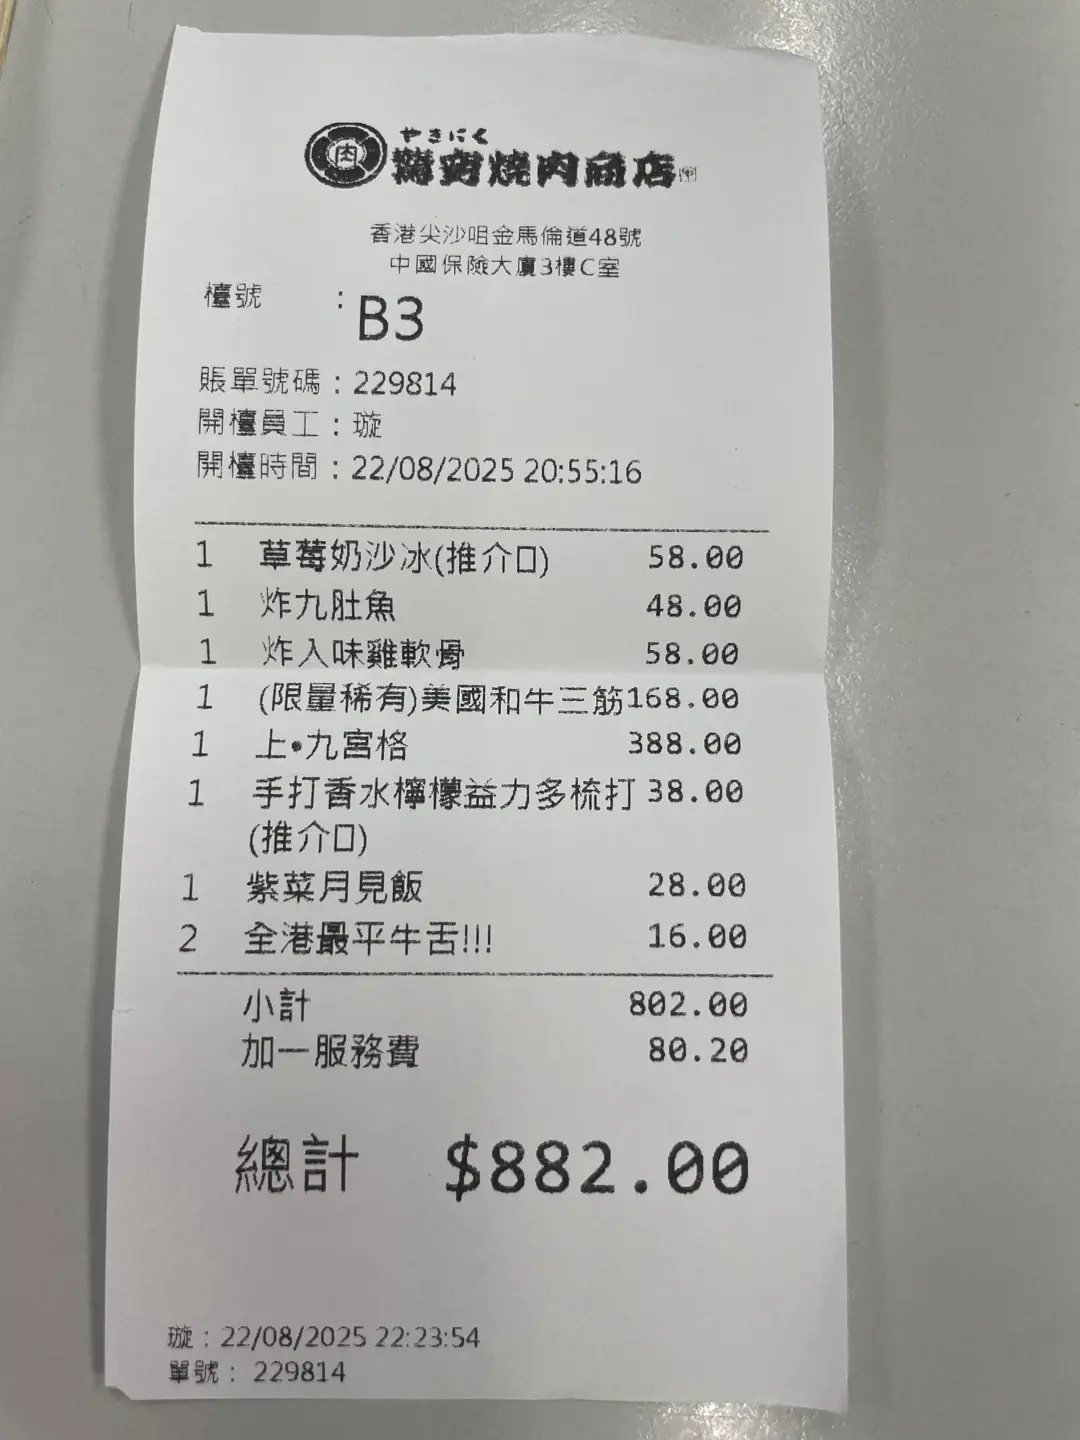 肉 やきにく
燒肉商店
香港尖沙咀金馬倫道48號
中國保險大廈3樓C室
檯號 : B3
賬單號碼 : 229814
開檯員工 : 璇
開檯時間 : 22/08/2025 20:55:16
1 草莓奶沙冰(推介口) 58.00
1 炸九肚魚 48.00
1 炸入味雞軟骨 58.00
1 (限量稀有)美國和牛三筋168.00
1 上•九宮格 388.00
1 手打香水檸檬益力多梳打 38.00
(推介口)
1 紫菜月見飯 28.00
2 全港最平牛舌!!! 16.00
小計 802.00
加一服務費 80.20
總計 $882.00
璇 : 22/08/2025 22:23:54
單號 : 229814